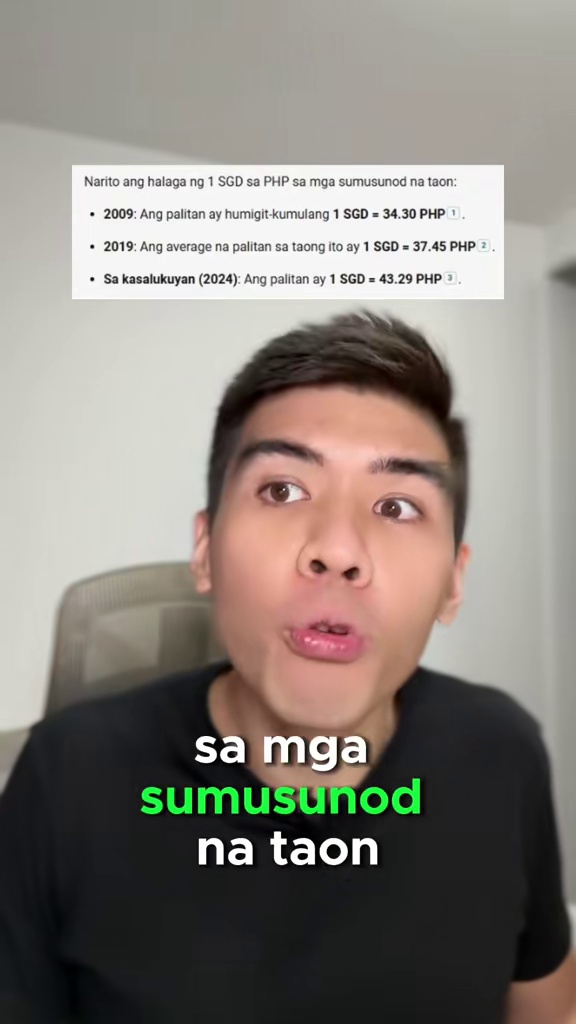 Narito ang halaga ng 1 SGD sa PHP sa mga sumusunod na taon:
• 2009: Ang palitan ay humigit-kumulang 1 SGD = 34.30 PHP 1 .
• 2019: Ang average na palitan sa taong ito ay 1 SGD = 37.45 PHP 2 .
• Sa kasalukuyan (2024): Ang palitan ay 1 SGD = 43.29 PHP 3 .
sa mga
sumusunod
na taon